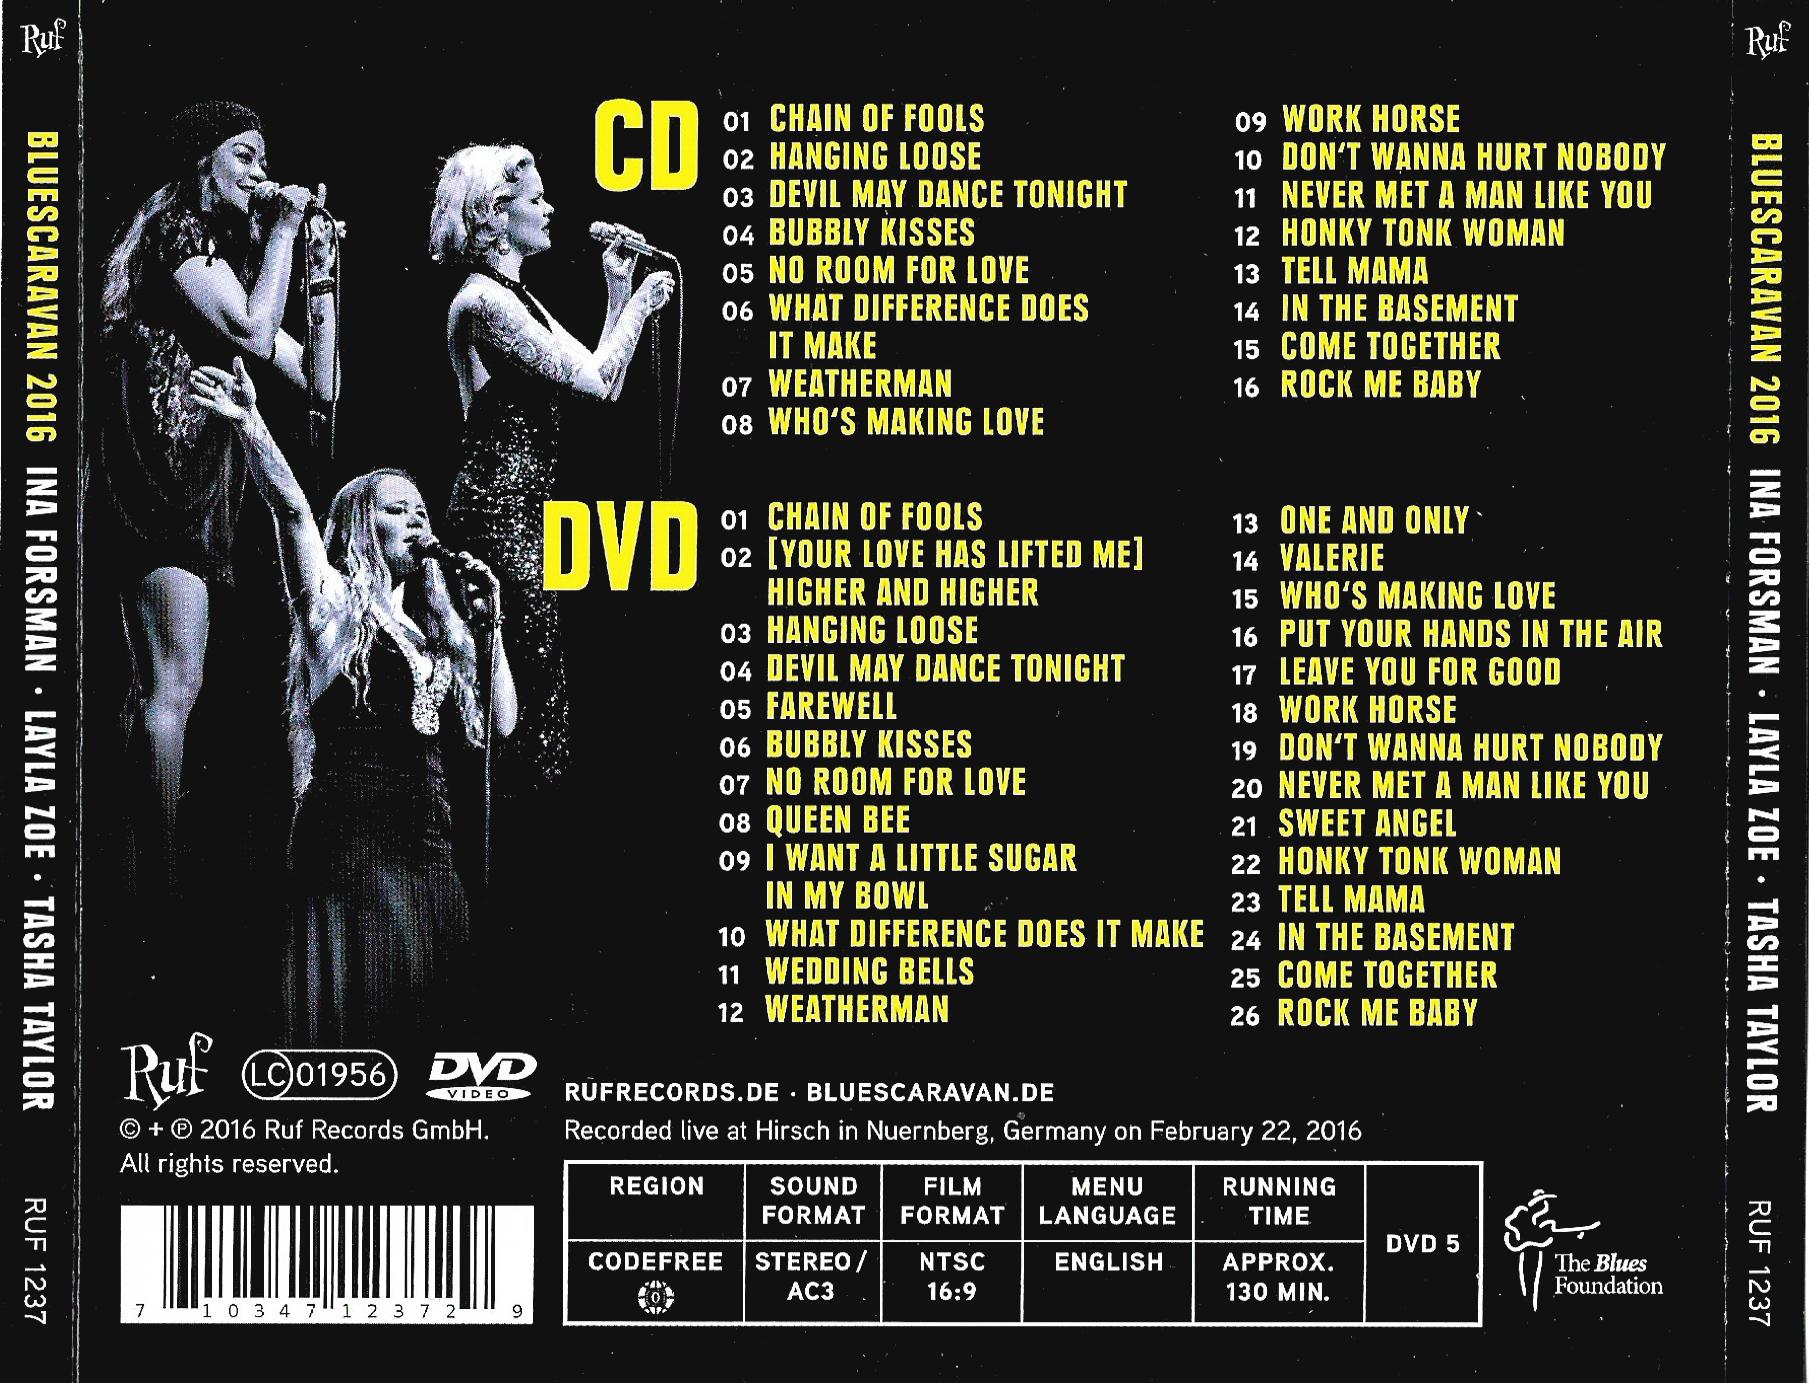 Ruf
BLUESCARAVAN 2016 INA FORSMAN · LAYLA ZOE · TASHA TAYLOR
RUF 1237
CD
01 CHAIN OF FOOLS
02 HANGING LOOSE
03 DEVIL MAY DANCE TONIGHT
04 BUBBLY KISSES
05 NO ROOM FOR LOVE
06 WHAT DIFFERENCE DOES
IT MAKE
07 WEATHERMAN
08 WHO'S MAKING LOVE
09 WORK HORSE
10 DON'T WANNA HURT NOBODY
11 NEVER MET A MAN LIKE YOU
12 HONKY TONK WOMAN
13 TELL MAMA
14 IN THE BASEMENT
15 COME TOGETHER
16 ROCK ME BABY
DVD
01 CHAIN OF FOOLS
02 [YOUR LOVE HAS LIFTED ME]
HIGHER AND HIGHER
03 HANGING LOOSE
04 DEVIL MAY DANCE TONIGHT
05 FAREWELL
06 BUBBLY KISSES
07 NO ROOM FOR LOVE
08 QUEEN BEE
09 I WANT A LITTLE SUGAR
IN MY BOWL
10 WHAT DIFFERENCE DOES IT MAKE
11 WEDDING BELLS
12 WEATHERMAN
13 ONE AND ONLY
14 VALERIE
15 WHO'S MAKING LOVE
16 PUT YOUR HANDS IN THE AIR
17 LEAVE YOU FOR GOOD
18 WORK HORSE
19 DON'T WANNA HURT NOBODY
20 NEVER MET A MAN LIKE YOU
21 SWEET ANGEL
22 HONKY TONK WOMAN
23 TELL MAMA
24 IN THE BASEMENT
25 COME TOGETHER
26 ROCK ME BABY
Ruf
LC 01956
DVD
VIDEO
© + ℗ 2016 Ruf Records GmbH.
All rights reserved.
7 10347 12372 9
RUFRECORDS.DE · BLUESCARAVAN.DE
Recorded live at Hirsch in Nuernberg, Germany on February 22, 2016
REGION
CODEFREE
0
SOUND
FORMAT
STEREO /
AC3
FILM
FORMAT
NTSC
16:9
MENU
LANGUAGE
ENGLISH
RUNNING
TIME
APPROX.
130 MIN.
DVD 5
The Blues
Foundation
Ruf
BLUESCARAVAN 2016 INA FORSMAN · LAYLA ZOE · TASHA TAYLOR
RUF 1237